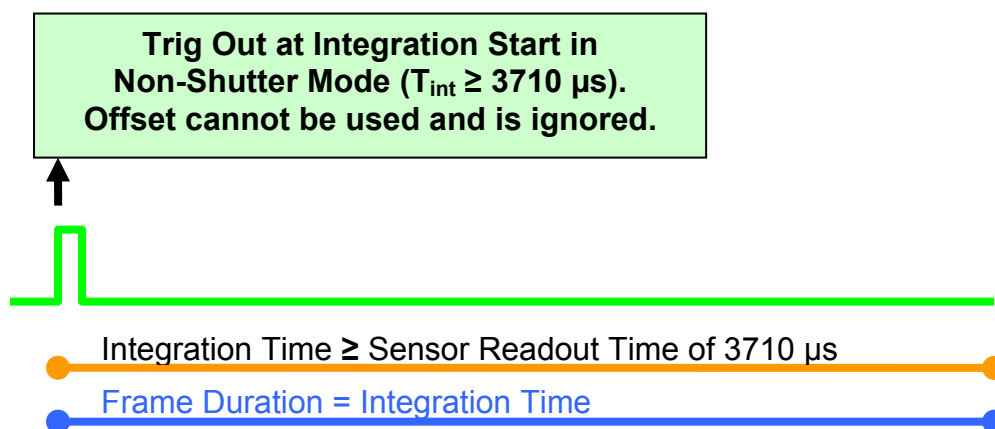 Trig Out at Integration Start in
Non-Shutter Mode (Tint ≥ 3710 µs).
Offset cannot be used and is ignored.
Integration Time ≥ Sensor Readout Time of 3710 µs
Frame Duration = Integration Time